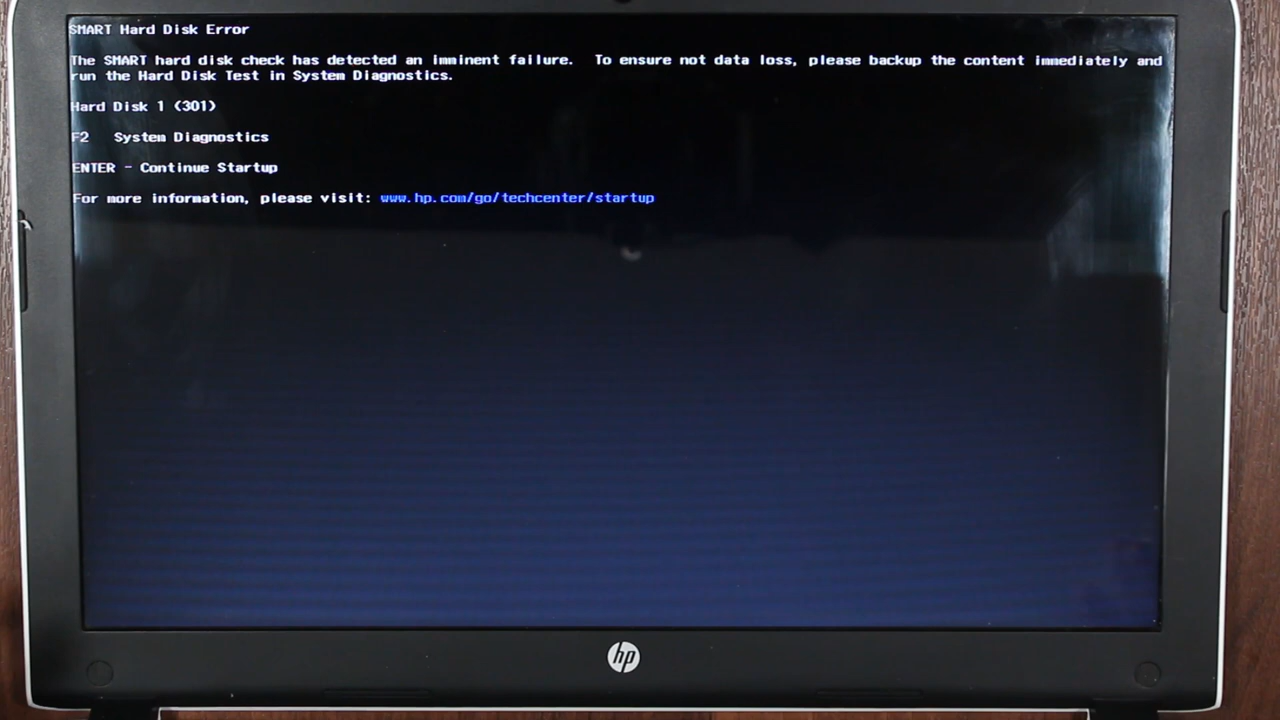 SMART Hard Disk Error
The SMART hard disk check has detected an imminent failure. To ensure not data loss, please backup the content immediately and
run the Hard Disk Test in System Diagnostics.
Hard Disk 1 (301)
F2 System Diagnostics
ENTER - Continue Startup
For more information, please visit: www.hp.com/go/techcenter/startup
hp